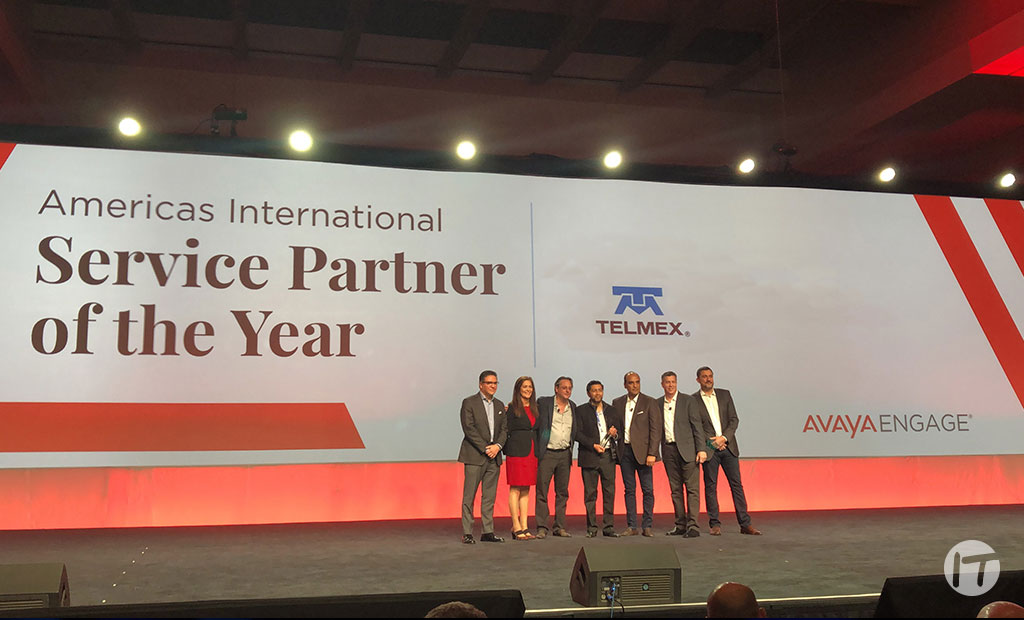 Americas International
Service Partner
of the Year
TELMEX®
AVAYA ENGAGE®
IT